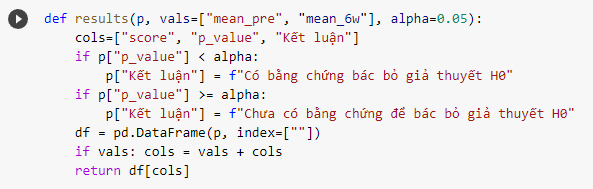 def results(p, vals=["mean_pre", "mean_6w"], alpha=0.05):
    cols=["score", "p_value", "Kết luận"]
    if p["p_value"] < alpha:
        p["Kết luận"] = f"Có bằng chứng bác bỏ giả thuyết H0"
    if p["p_value"] >= alpha:
        p["Kết luận"] = f"Chưa có bằng chứng để bác bỏ giả thuyết H0"
    df = pd.DataFrame(p, index=[""])
    if vals: cols = vals + cols
    return df[cols]